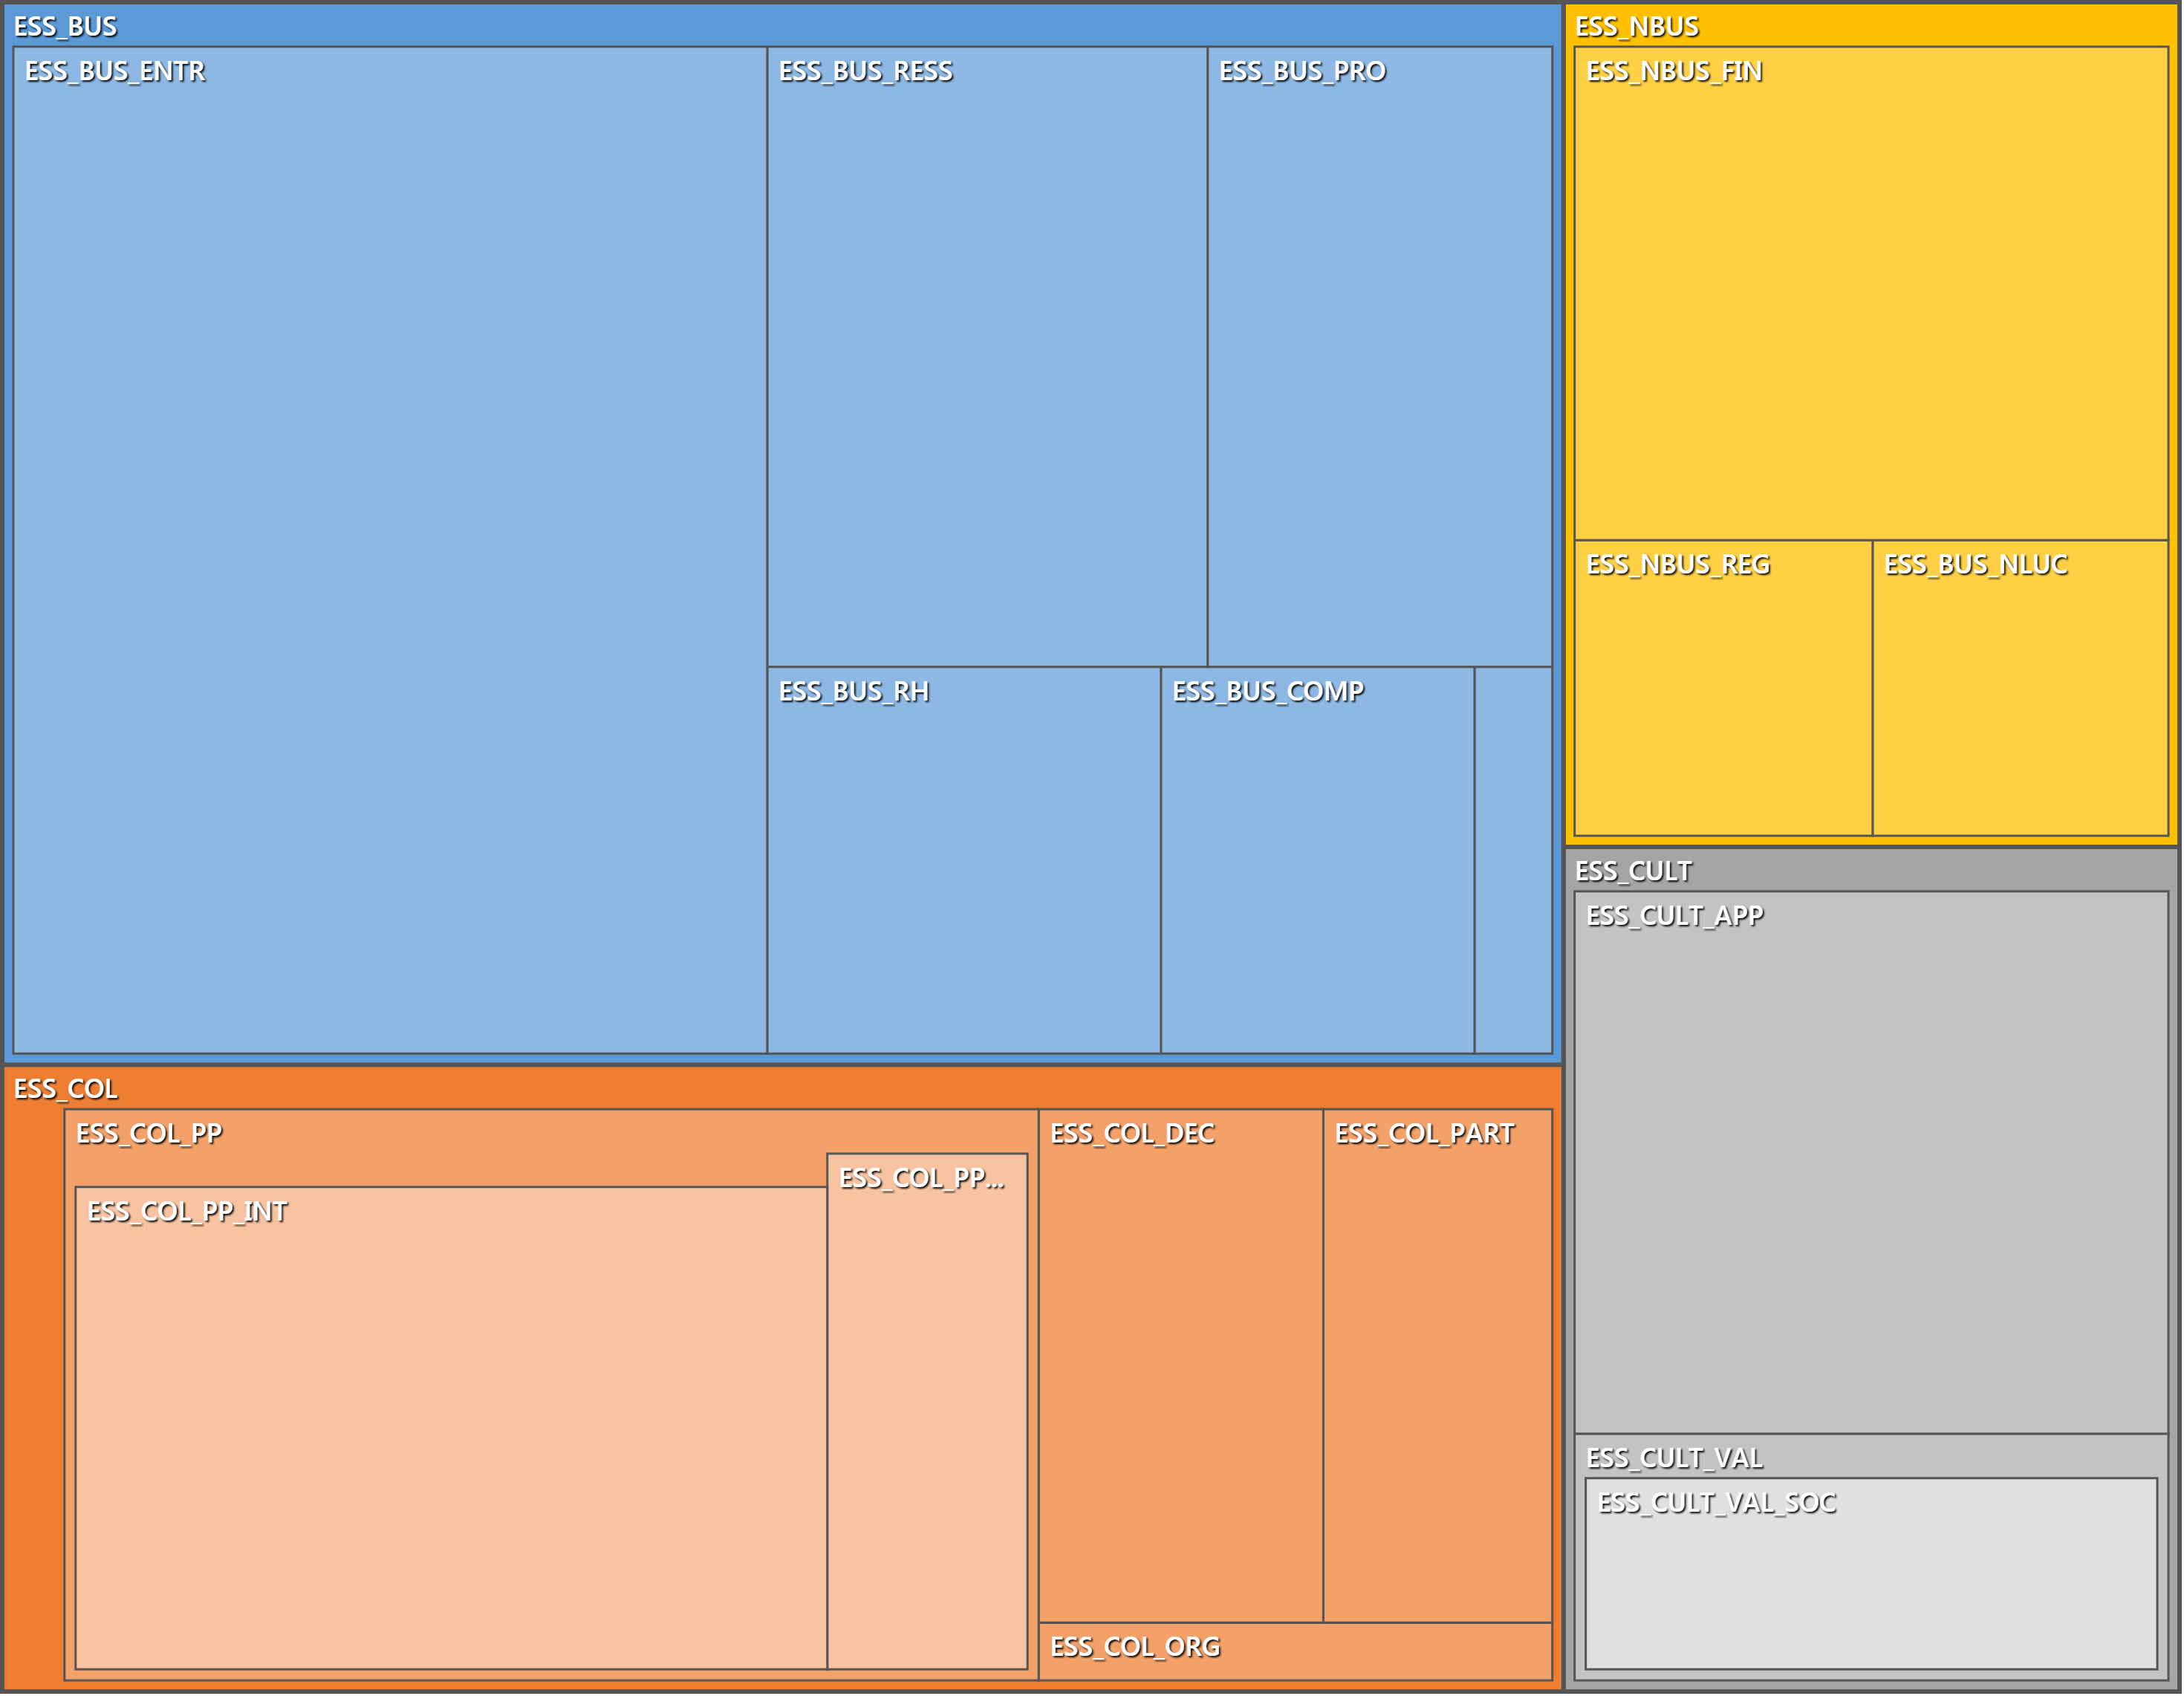 ESS_BUS
ESS_BUS_ENTR
ESS_BUS_RESS
ESS_BUS_PRO
ESS_BUS_RH
ESS_BUS_COMP
ESS_NBUS
ESS_NBUS_FIN
ESS_NBUS_REG
ESS_BUS_NLUC
ESS_COL
ESS_COL_PP
ESS_COL_PP_INT
ESS_COL_PP...
ESS_COL_DEC
ESS_COL_PART
ESS_COL_ORG
ESS_CULT
ESS_CULT_APP
ESS_CULT_VAL
ESS_CULT_VAL_SOC